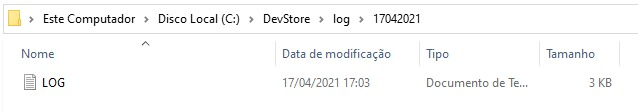 Este Computador > Disco Local (C:) > DevStore > log > 17042021
Nome Data de modificação Tipo Tamanho
LOG 17/04/2021 17:03 Documento de Te... 3 KB